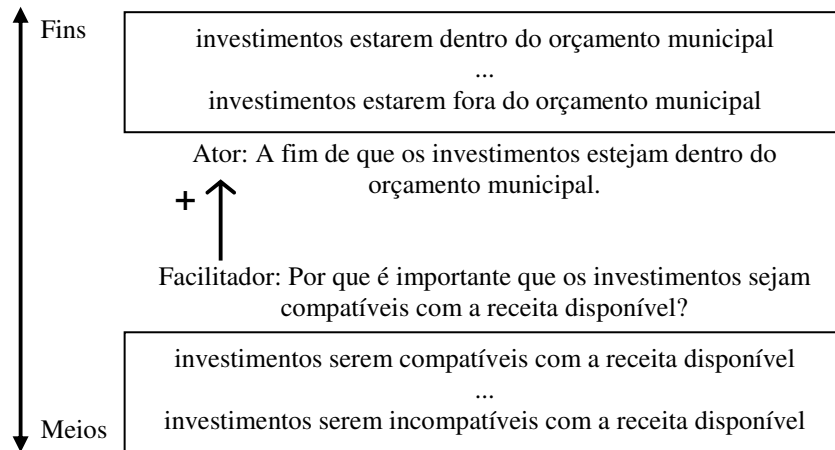 Fins
investimentos estarem dentro do orçamento municipal
...
investimentos estarem fora do orçamento municipal
Ator: A fim de que os investimentos estejam dentro do
orçamento municipal.
+
Facilitador: Por que é importante que os investimentos sejam
compatíveis com a receita disponível?
investimentos serem compatíveis com a receita disponível
...
investimentos serem incompatíveis com a receita disponível
Meios